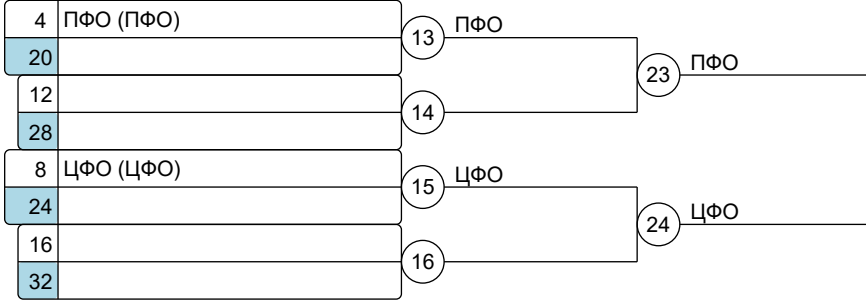 4 ПФО (ПФО)
13 ПФО
20
23 ПФО
12
14
28
8 ЦФО (ЦФО)
15 ЦФО
24
24 ЦФО
16
16
32